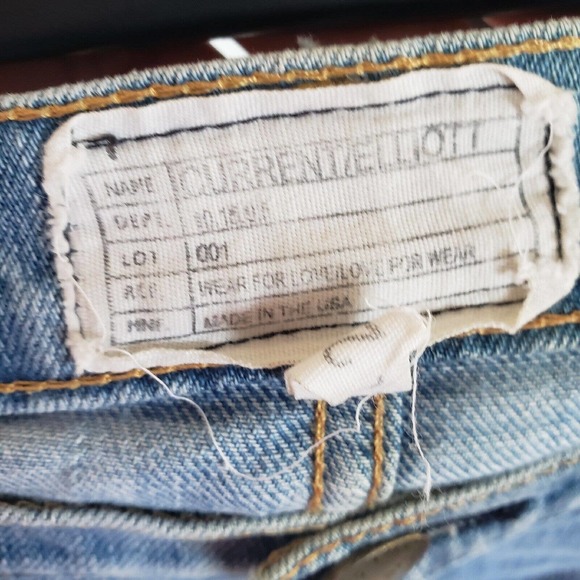 NAME CURRENT/ELLIOTT
DEPT.
LOT 001
REF. WEAR FOR LOVE/LOVE FOR WEAR
MNF. MADE IN THE USA